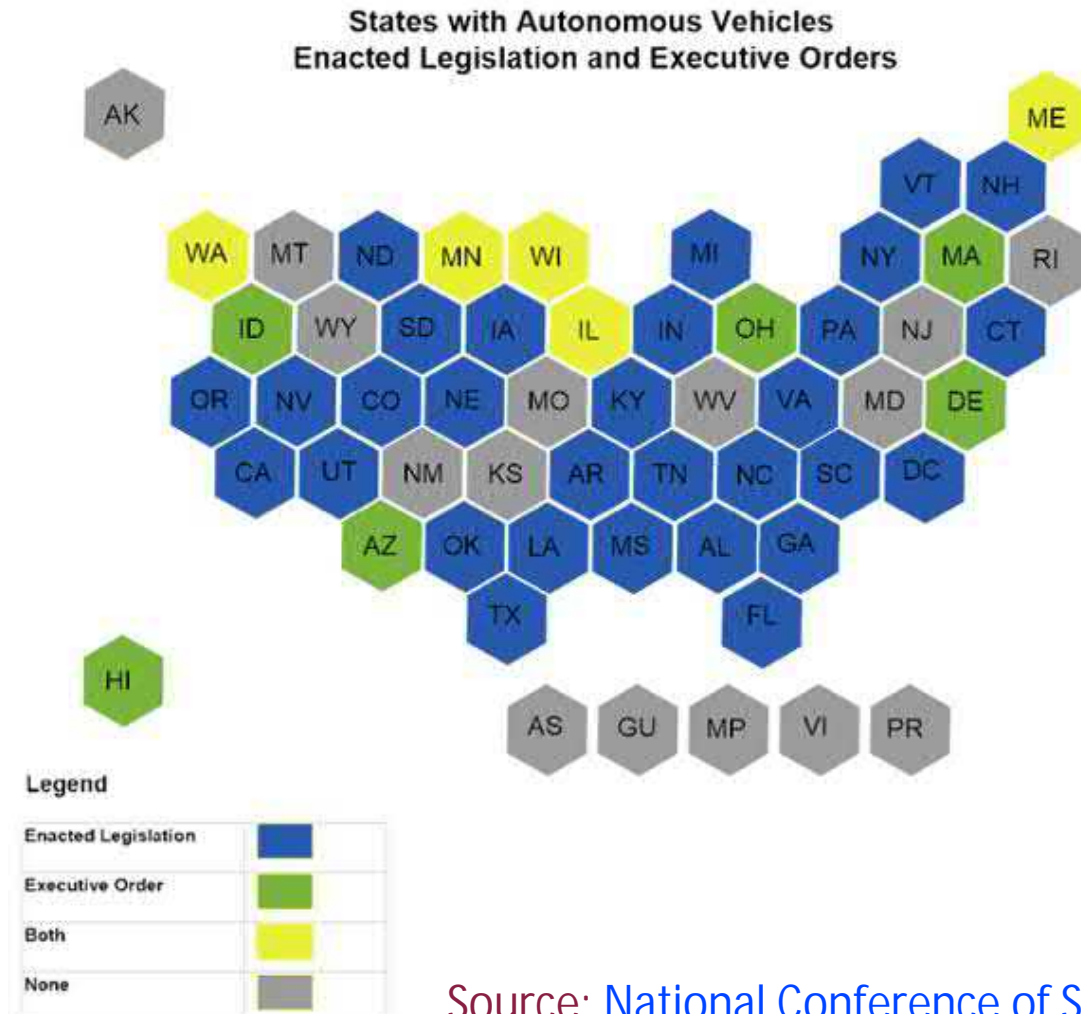 States with Autonomous Vehicles
Enacted Legislation and Executive Orders
AK
ME
VT NH
WA MT ND MN WI MI NY MA RI
ID WY SD IA IL IN OH PA NJ CT
OR NV CO NE MO KY WV VA MD DE
CA UT NM KS AR TN NC SC DC
AZ OK LA MS AL GA
TX FL
HI
AS GU MP VI PR
Legend
Enacted Legislation
Executive Order
Both
None
Source: National Conference of S